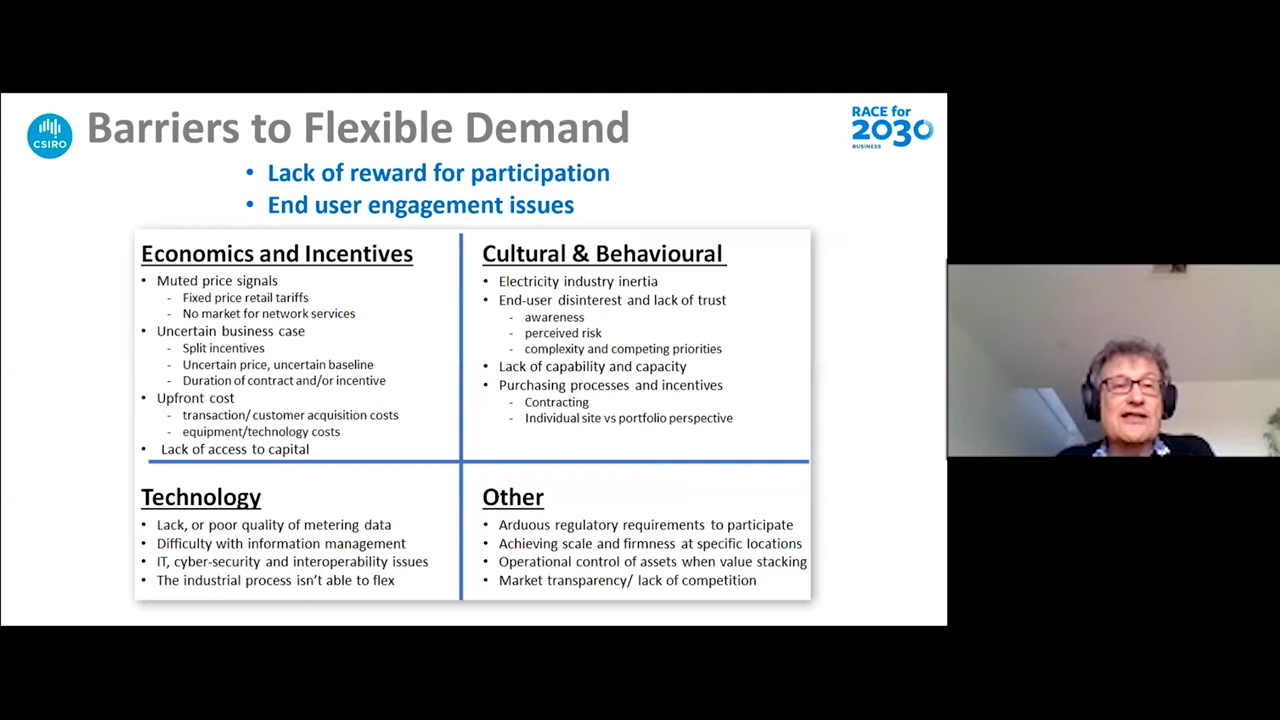 CSIRO
Barriers to Flexible Demand
RACE for
2030
BUSINESS
• Lack of reward for participation
• End user engagement issues
Economics and Incentives
• Muted price signals
- Fixed price retail tariffs
- No market for network services
• Uncertain business case
- Split incentives
- Uncertain price, uncertain baseline
- Duration of contract and/or incentive
• Upfront cost
- transaction/ customer acquisition costs
- equipment/technology costs
• Lack of access to capital
Cultural & Behavioural
• Electricity industry inertia
• End-user disinterest and lack of trust
- awareness
- perceived risk
- complexity and competing priorities
• Lack of capability and capacity
• Purchasing processes and incentives
- Contracting
- Individual site vs portfolio perspective
Technology
• Lack, or poor quality of metering data
• Difficulty with information management
• IT, cyber-security and interoperability issues
• The industrial process isn't able to flex
Other
• Arduous regulatory requirements to participate
• Achieving scale and firmness at specific locations
• Operational control of assets when value stacking
• Market transparency/ lack of competition